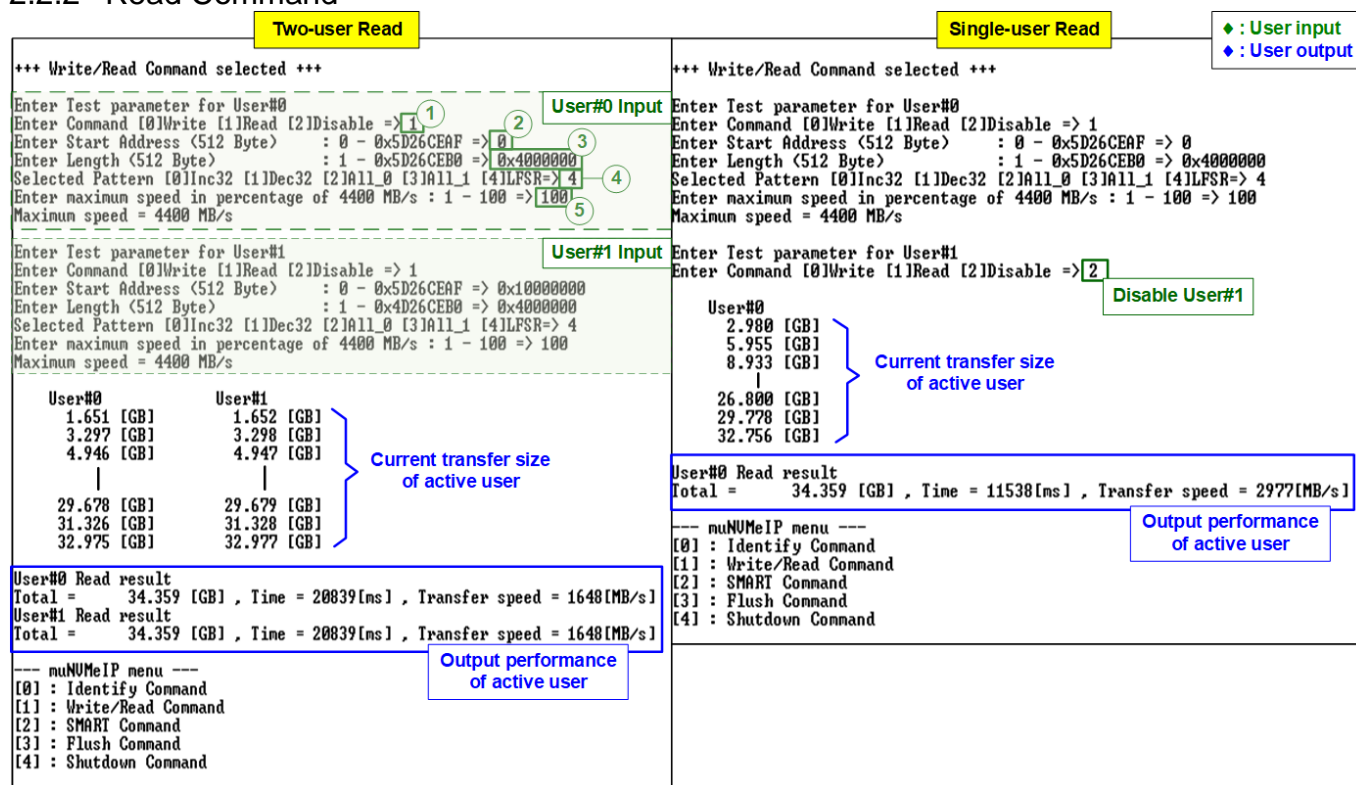 2.2.2 Read Command
Two-user Read
+++ Write/Read Command selected +++
User#0 Input
Enter Test parameter for User#0
Enter Command [0]Write [1]Read [2]Disable => 1
1
Enter Start Address (512 Byte) : 0 - 0x5D26CEAF => 0
2
Enter Length (512 Byte) : 1 - 0x5D26CEB0 => 0x4000000
3
Selected Pattern [0]Inc32 [1]Dec32 [2]All_0 [3]All_1 [4]LFSR=> 4
4
Enter maximum speed in percentage of 4400 MB/s : 1 - 100 => 100
5
Maximum speed = 4400 MB/s
User#1 Input
Enter Test parameter for User#1
Enter Command [0]Write [1]Read [2]Disable => 1
Enter Start Address (512 Byte) : 0 - 0x5D26CEAF => 0x10000000
Enter Length (512 Byte) : 1 - 0x4D26CEB0 => 0x4000000
Selected Pattern [0]Inc32 [1]Dec32 [2]All_0 [3]All_1 [4]LFSR=> 4
Enter maximum speed in percentage of 4400 MB/s : 1 - 100 => 100
Maximum speed = 4400 MB/s
User#0 User#1
1.651 [GB] 1.652 [GB]
3.297 [GB] 3.298 [GB]
4.946 [GB] 4.947 [GB]
29.678 [GB] 29.679 [GB]
31.326 [GB] 31.328 [GB]
32.975 [GB] 32.977 [GB]
Current transfer size
of active user
User#0 Read result
Total = 34.359 [GB] , Time = 20839[ms] , Transfer speed = 1648[MB/s]
User#1 Read result
Total = 34.359 [GB] , Time = 20839[ms] , Transfer speed = 1648[MB/s]
Output performance
of active user
--- muNVMeIP menu ---
[0] : Identify Command
[1] : Write/Read Command
[2] : SMART Command
[3] : Flush Command
[4] : Shutdown Command
Single-user Read
♦ : User input
♦ : User output
+++ Write/Read Command selected +++
Enter Test parameter for User#0
Enter Command [0]Write [1]Read [2]Disable => 1
Enter Start Address (512 Byte) : 0 - 0x5D26CEAF => 0
Enter Length (512 Byte) : 1 - 0x5D26CEB0 => 0x4000000
Selected Pattern [0]Inc32 [1]Dec32 [2]All_0 [3]All_1 [4]LFSR=> 4
Enter maximum speed in percentage of 4400 MB/s : 1 - 100 => 100
Maximum speed = 4400 MB/s
Enter Test parameter for User#1
Enter Command [0]Write [1]Read [2]Disable => 2
Disable User#1
User#0
2.980 [GB]
5.955 [GB]
8.933 [GB]
26.800 [GB]
29.778 [GB]
32.756 [GB]
Current transfer size
of active user
User#0 Read result
Total = 34.359 [GB] , Time = 11538[ms] , Transfer speed = 2977[MB/s]
Output performance
of active user
--- muNVMeIP menu ---
[0] : Identify Command
[1] : Write/Read Command
[2] : SMART Command
[3] : Flush Command
[4] : Shutdown Command